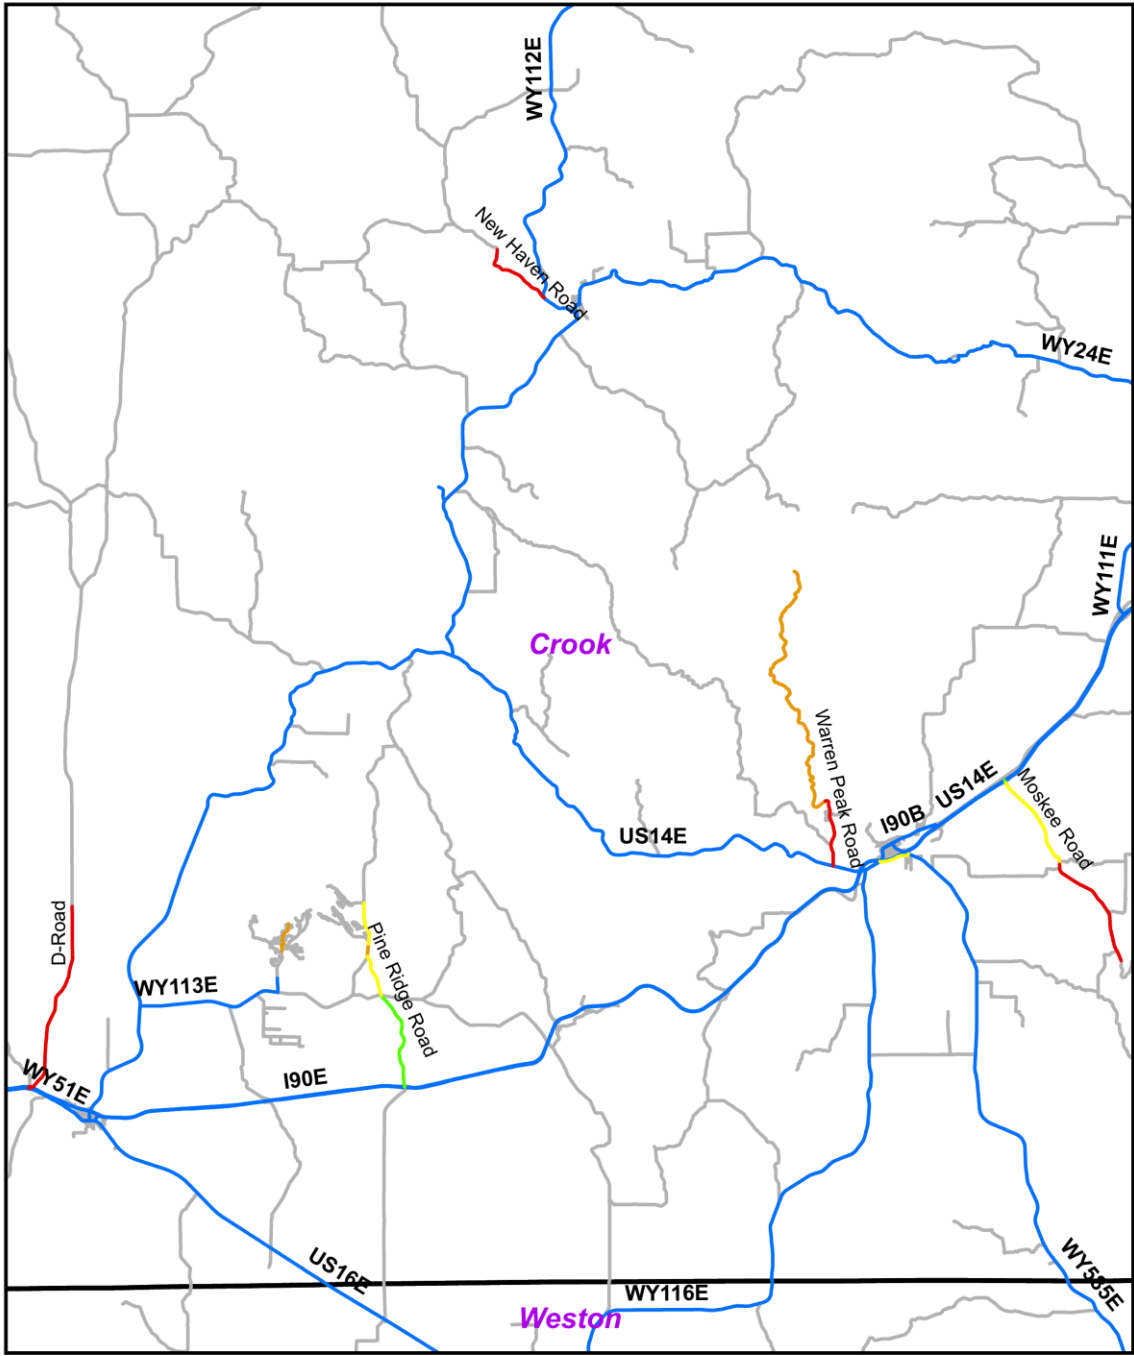 WY112E
New Haven Road
WY24E
WY111E
Crook
Warren Peak Road
US14E
Moskee Road
I90B
US14E
D-Road
Pine Ridge Road
WY113E
WY51E
I90E
US16E
WY116E
WY585E
Weston